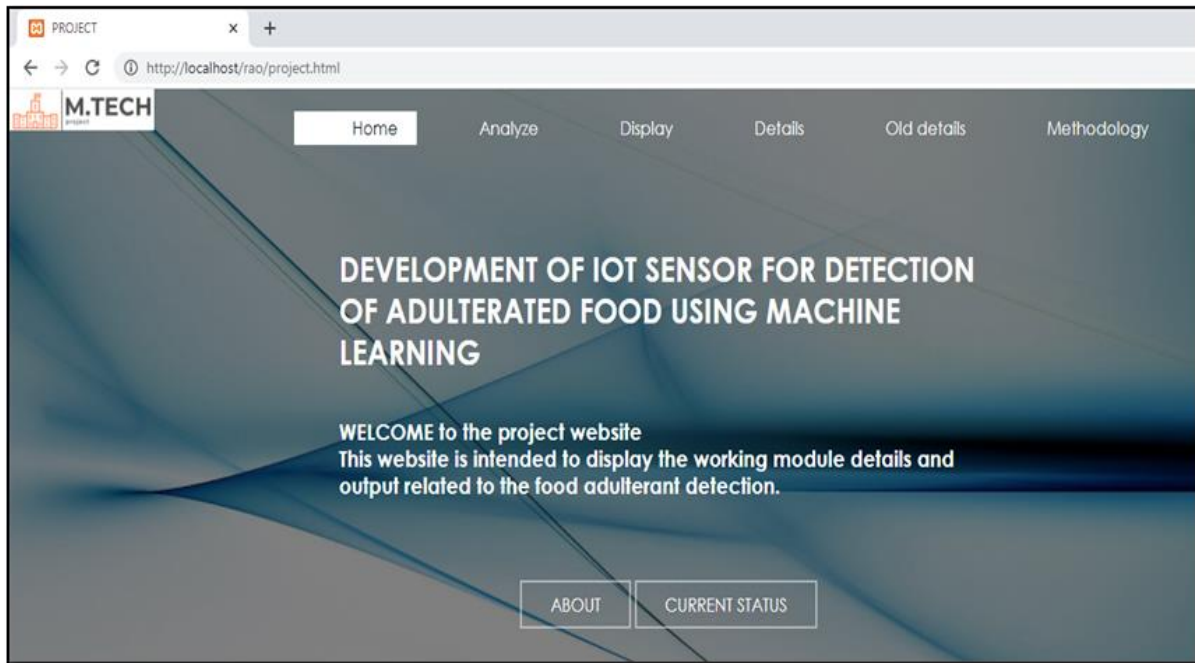 PROJECT
http://localhost/rao/project.html
M.TECH
project
Home Analyze Display Details Old details Methodology
DEVELOPMENT OF IOT SENSOR FOR DETECTION
OF ADULTERATED FOOD USING MACHINE
LEARNING
WELCOME to the project website
This website is intended to display the working module details and
output related to the food adulterant detection.
ABOUT CURRENT STATUS